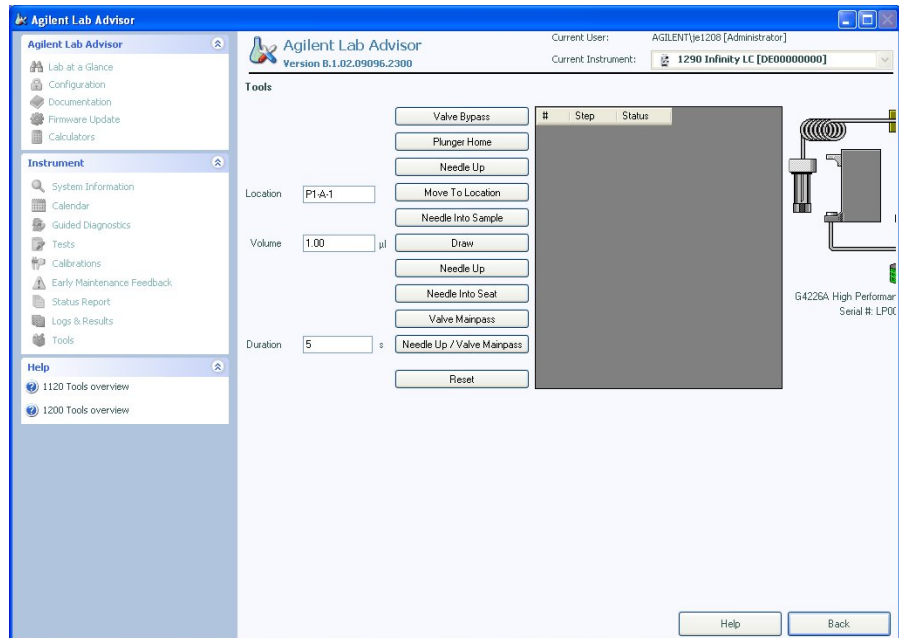 Agilent Lab Advisor
Agilent Lab Advisor
Lab at a Glance
Configuration
Documentation
Firmware Update
Calculators
Instrument
System Information
Calendar
Guided Diagnostics
Tests
Calibrations
Early Maintenance Feedback
Status Report
Logs & Results
Tools
Help
1120 Tools overview
1200 Tools overview
Agilent Lab Advisor
Version B.1.02.09096.2300
Current User: AGILENT\je1208 [Administrator]
Current Instrument: 1290 Infinity LC [DE00000000]
Tools
Valve Bypass
Plunger Home
Needle Up
Location P1-A-1 Move To Location
Needle Into Sample
Volume 1.00 µl Draw
Needle Up
Needle Into Seat
Valve Mainpass
Duration 5 s Needle Up / Valve Mainpass
Reset
# Step Status
G4226A High Performar
Serial #: LP00
Help Back